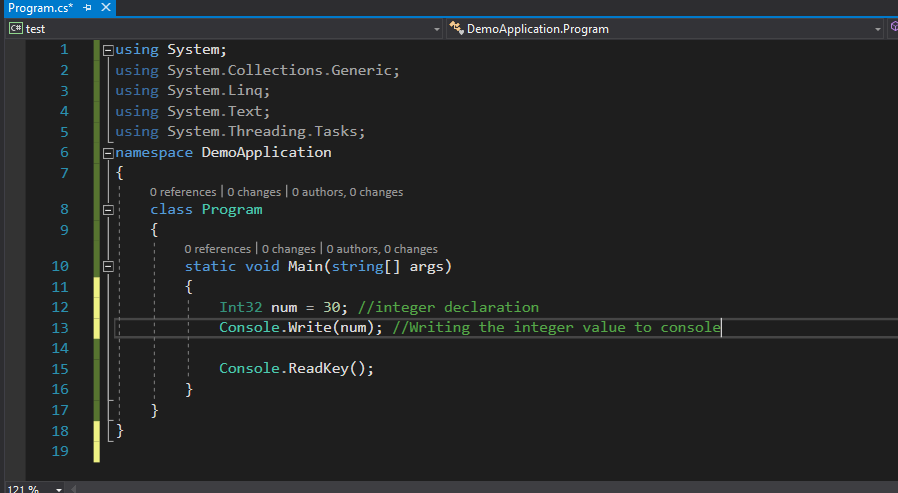 Program.cs*
C# test DemoApplication.Program
1 using System;
2 using System.Collections.Generic;
3 using System.Linq;
4 using System.Text;
5 using System.Threading.Tasks;
6 namespace DemoApplication
7 {
0 references | 0 changes | 0 authors, 0 changes
8 class Program
9 {
0 references | 0 changes | 0 authors, 0 changes
10 static void Main(string[] args)
11 {
12 Int32 num = 30; //integer declaration
13 Console.Write(num); //Writing the integer value to console
14
15 Console.ReadKey();
16 }
17 }
18 }
19
121 %